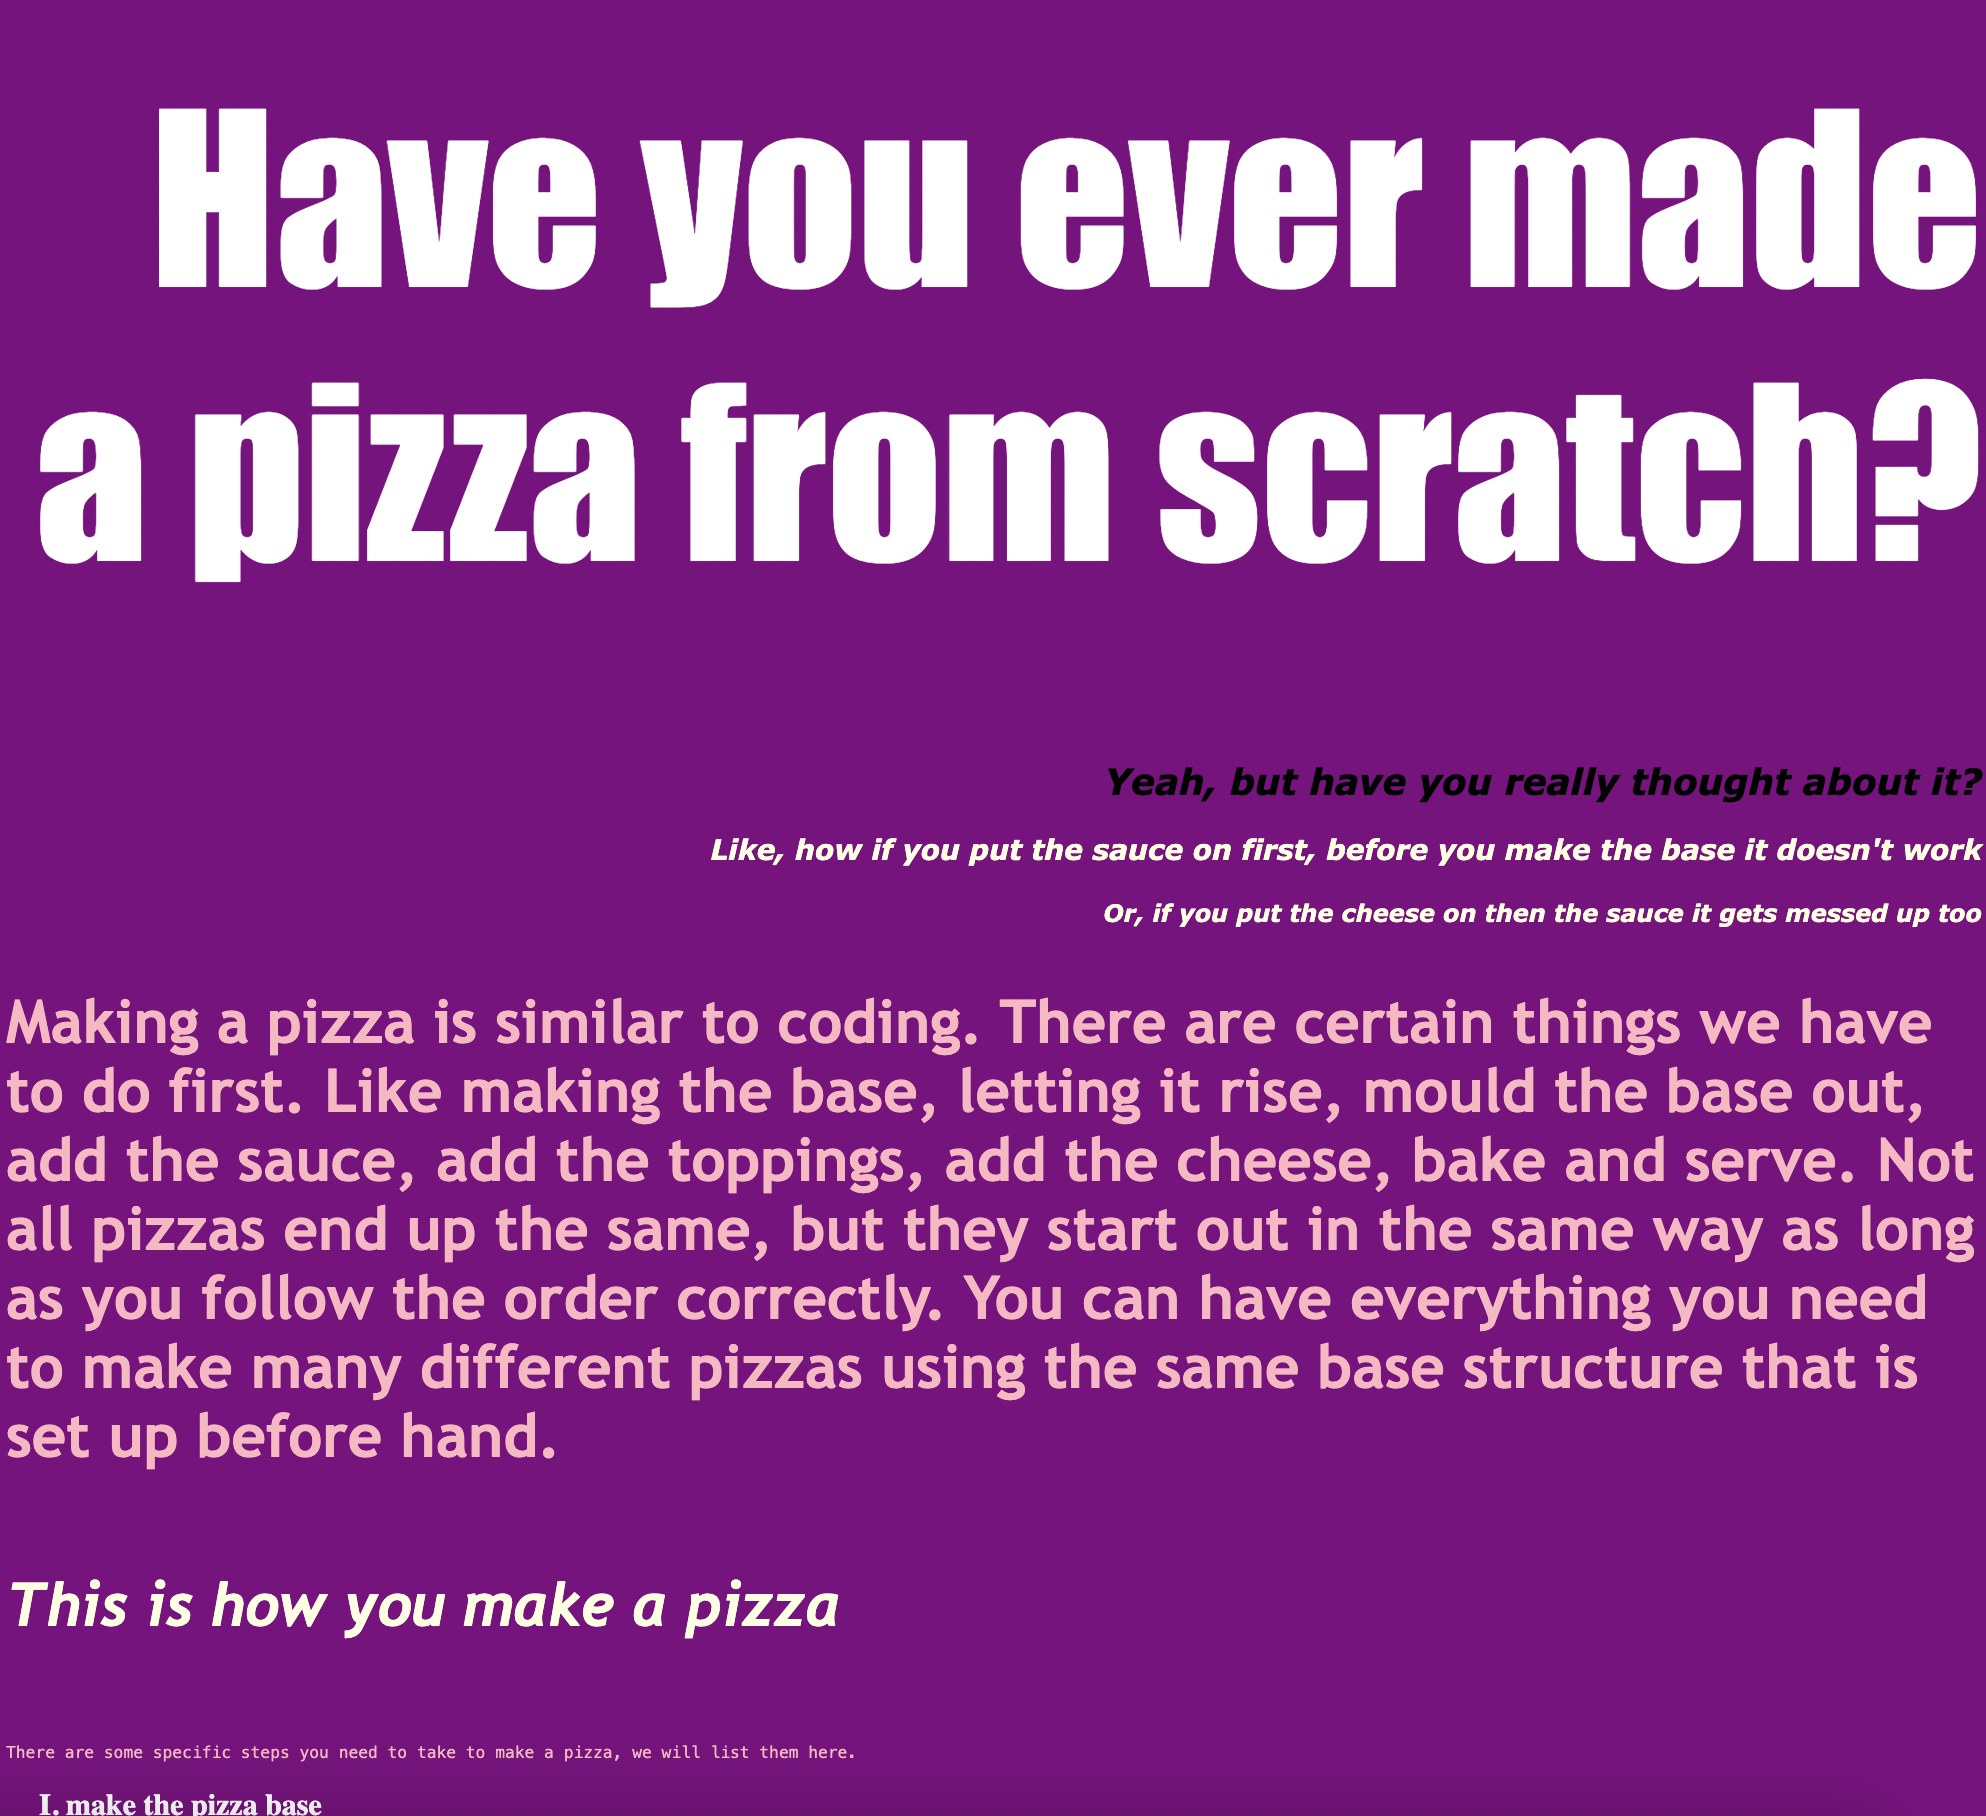 Have you ever made
a pizza from scratch?
Yeah, but have you really thought about it?
Like, how if you put the sauce on first, before you make the base it doesn't work
Or, if you put the cheese on then the sauce it gets messed up too
Making a pizza is similar to coding. There are certain things we have
to do first. Like making the base, letting it rise, mould the base out,
add the sauce, add the toppings, add the cheese, bake and serve. Not
all pizzas end up the same, but they start out in the same way as long
as you follow the order correctly. You can have everything you need
to make many different pizzas using the same base structure that is
set up before hand.
This is how you make a pizza
There are some specific steps you need to take to make a pizza, we will list them here.
I. make the pizza base